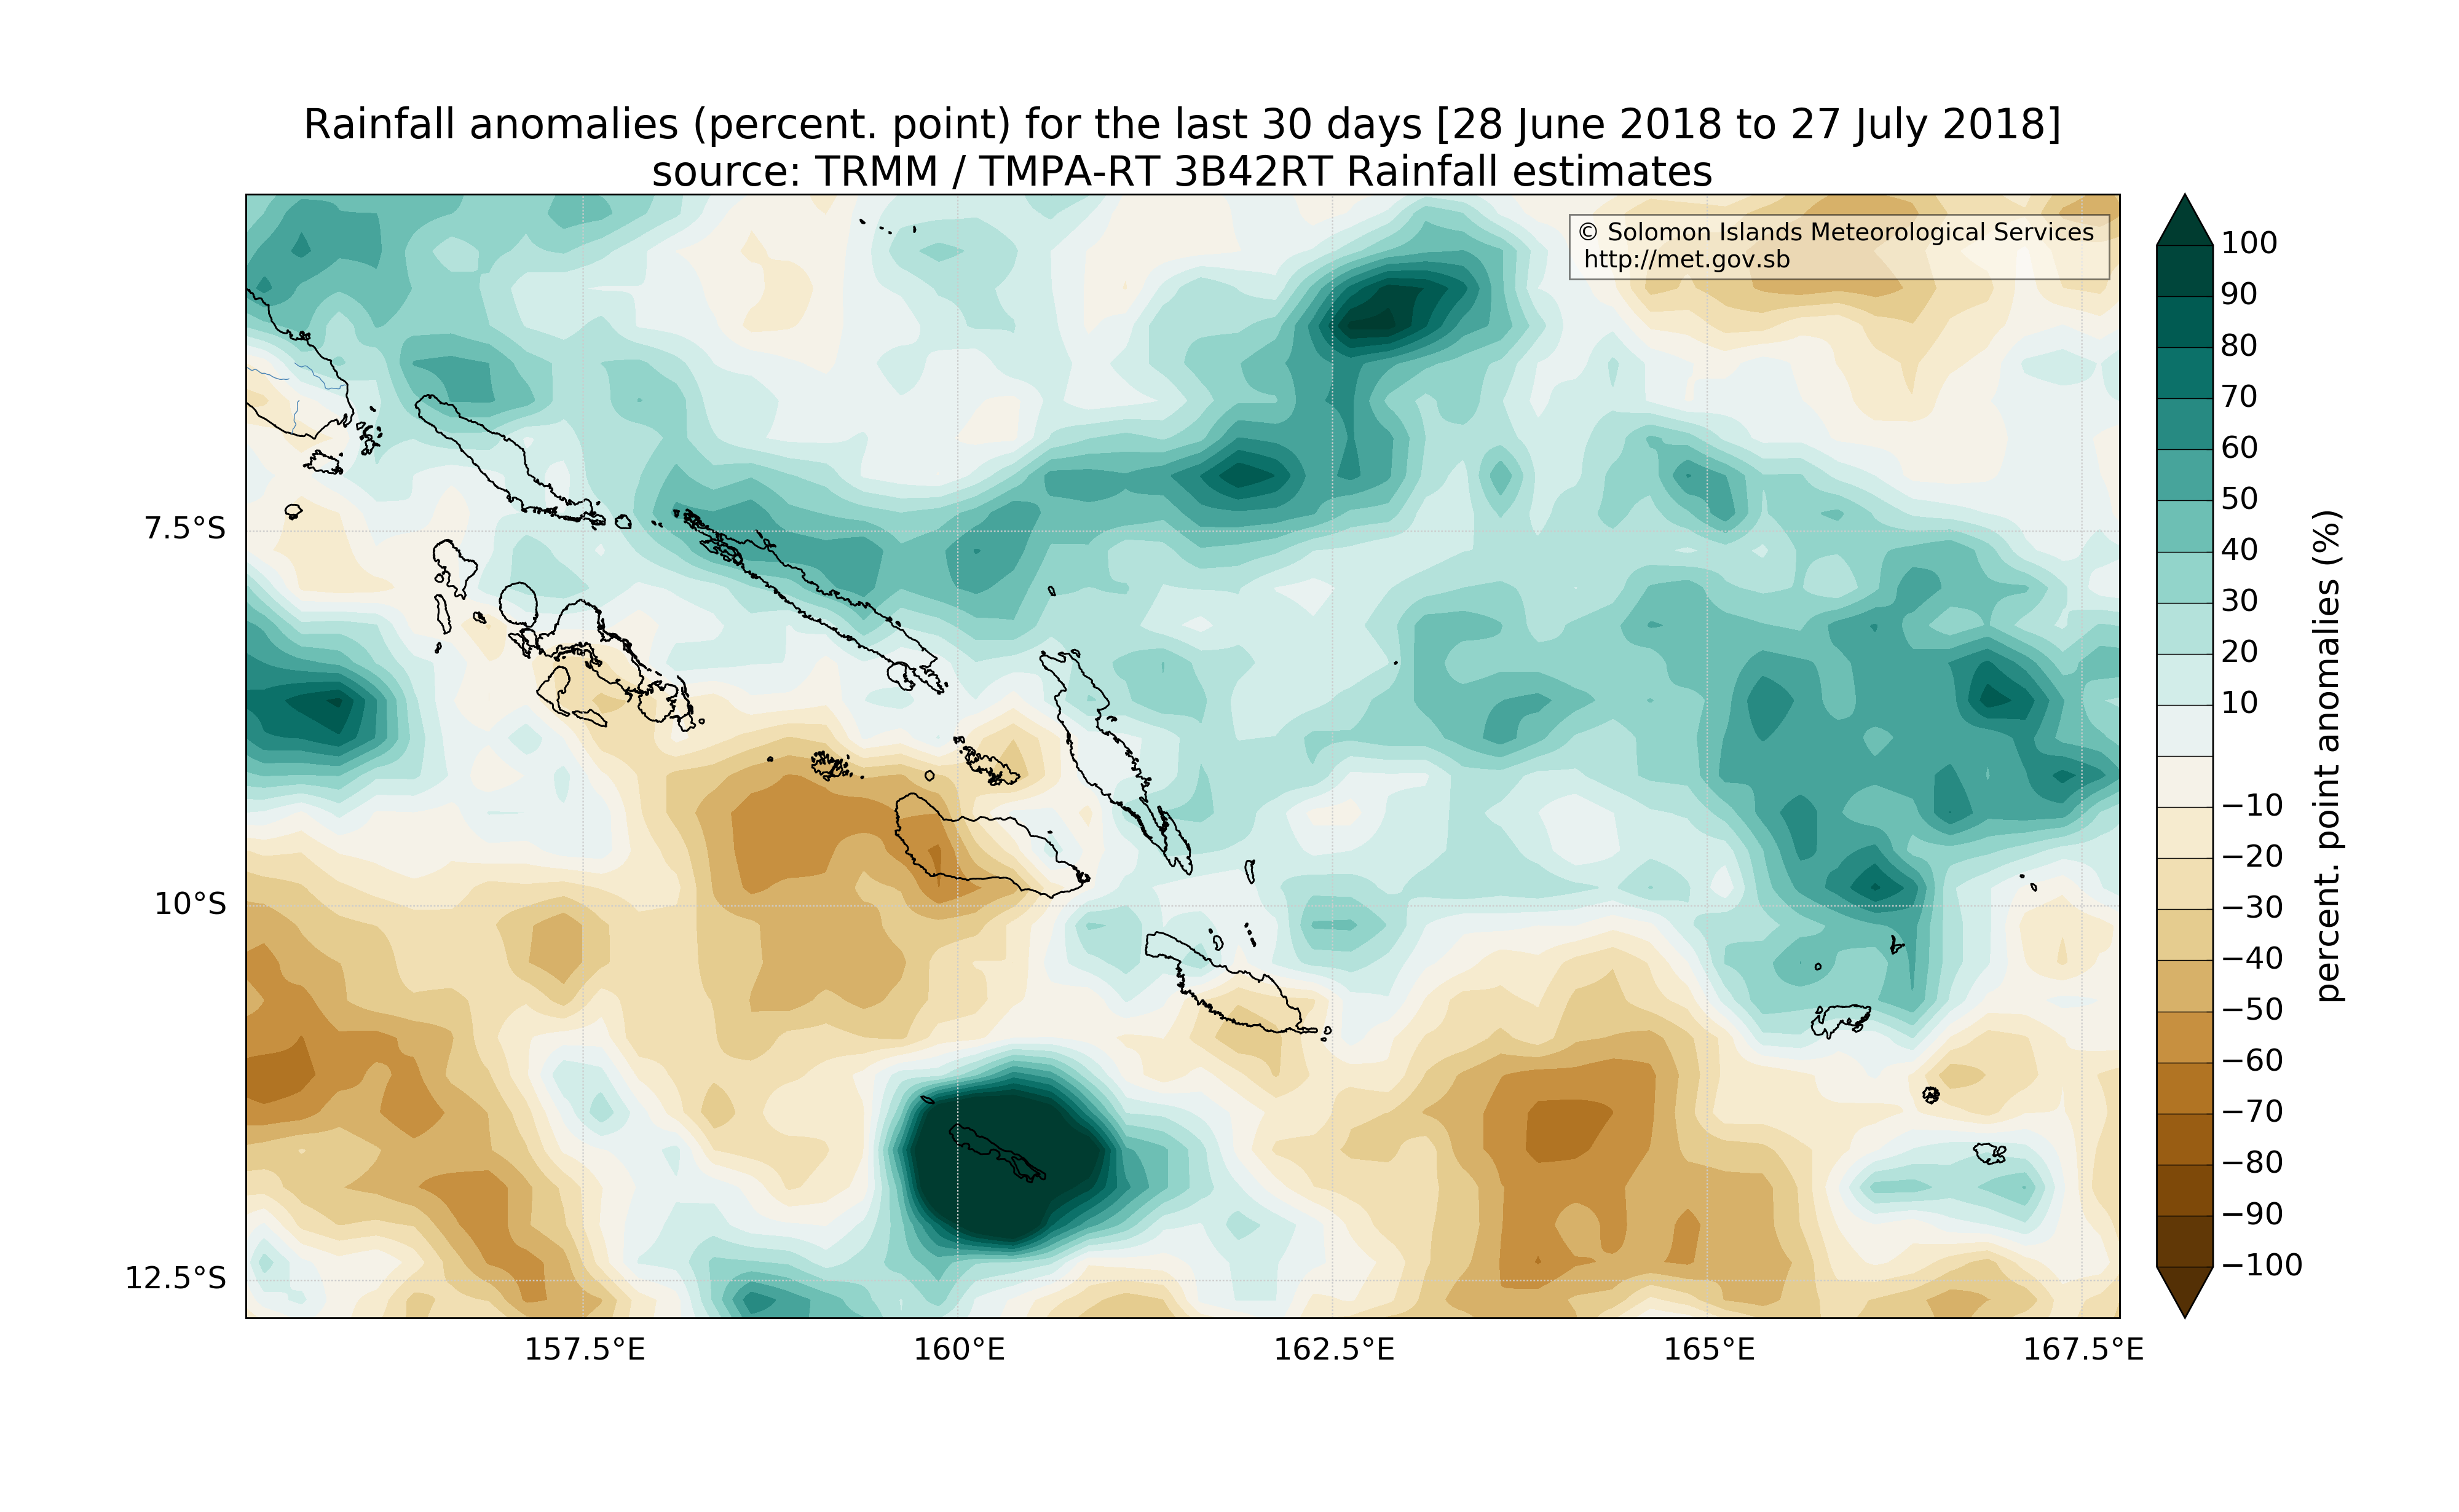 Rainfall anomalies (percent. point) for the last 30 days [28 June 2018 to 27 July 2018]
source: TRMM / TMPA-RT 3B42RT Rainfall estimates
© Solomon Islands Meteorological Services
http://met.gov.sb
7.5°S
10°S
12.5°S
157.5°E
160°E
162.5°E
165°E
167.5°E
100
90
80
70
60
50
40
30
20
10
−10
−20
−30
−40
−50
−60
−70
−80
−90
−100
percent. point anomalies (%)